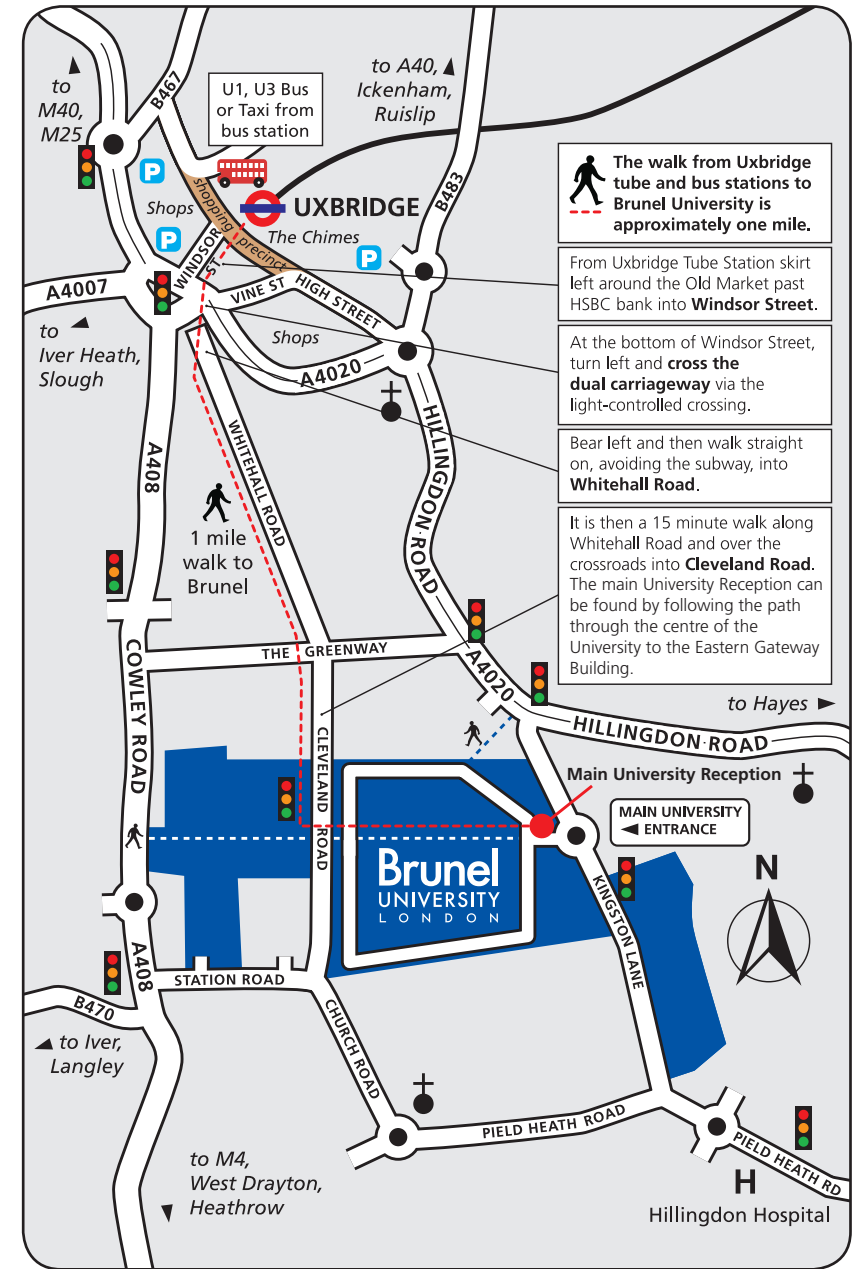 to
M40,
M25
B467
U1, U3 Bus
or Taxi from
bus station
to A40,
Ickenham,
Ruislip
B483
P
Shops
shopping
precinct
UXBRIDGE
The Chimes
P
P
WINDSOR
ST.
VINE ST
HIGH STREET
Shops
A4007
to
Iver Heath,
Slough
A4020
The walk from Uxbridge
tube and bus stations to
Brunel University is
approximately one mile.
From Uxbridge Tube Station skirt
left around the Old Market past
HSBC bank into Windsor Street.
At the bottom of Windsor Street,
turn left and cross the
dual carriageway via the
light-controlled crossing.
Bear left and then walk straight
on, avoiding the subway, into
Whitehall Road.
It is then a 15 minute walk along
Whitehall Road and over the
crossroads into Cleveland Road.
The main University Reception can
be found by following the path
through the centre of the
University to the Eastern Gateway
Building.
A408
WHITEHALL ROAD
HILLINGDON ROAD
1 mile
walk to
Brunel
THE GREENWAY
COWLEY ROAD
A4020
to Hayes
HILLINGDON ROAD
CLEVELAND ROAD
Main University Reception
MAIN UNIVERSITY
ENTRANCE
Brunel
UNIVERSITY
LONDON
KINGSTON LANE
N
A408
STATION ROAD
B470
to Iver,
Langley
CHURCH ROAD
PIELD HEATH ROAD
PIELD HEATH RD
to M4,
West Drayton,
Heathrow
H
Hillingdon Hospital